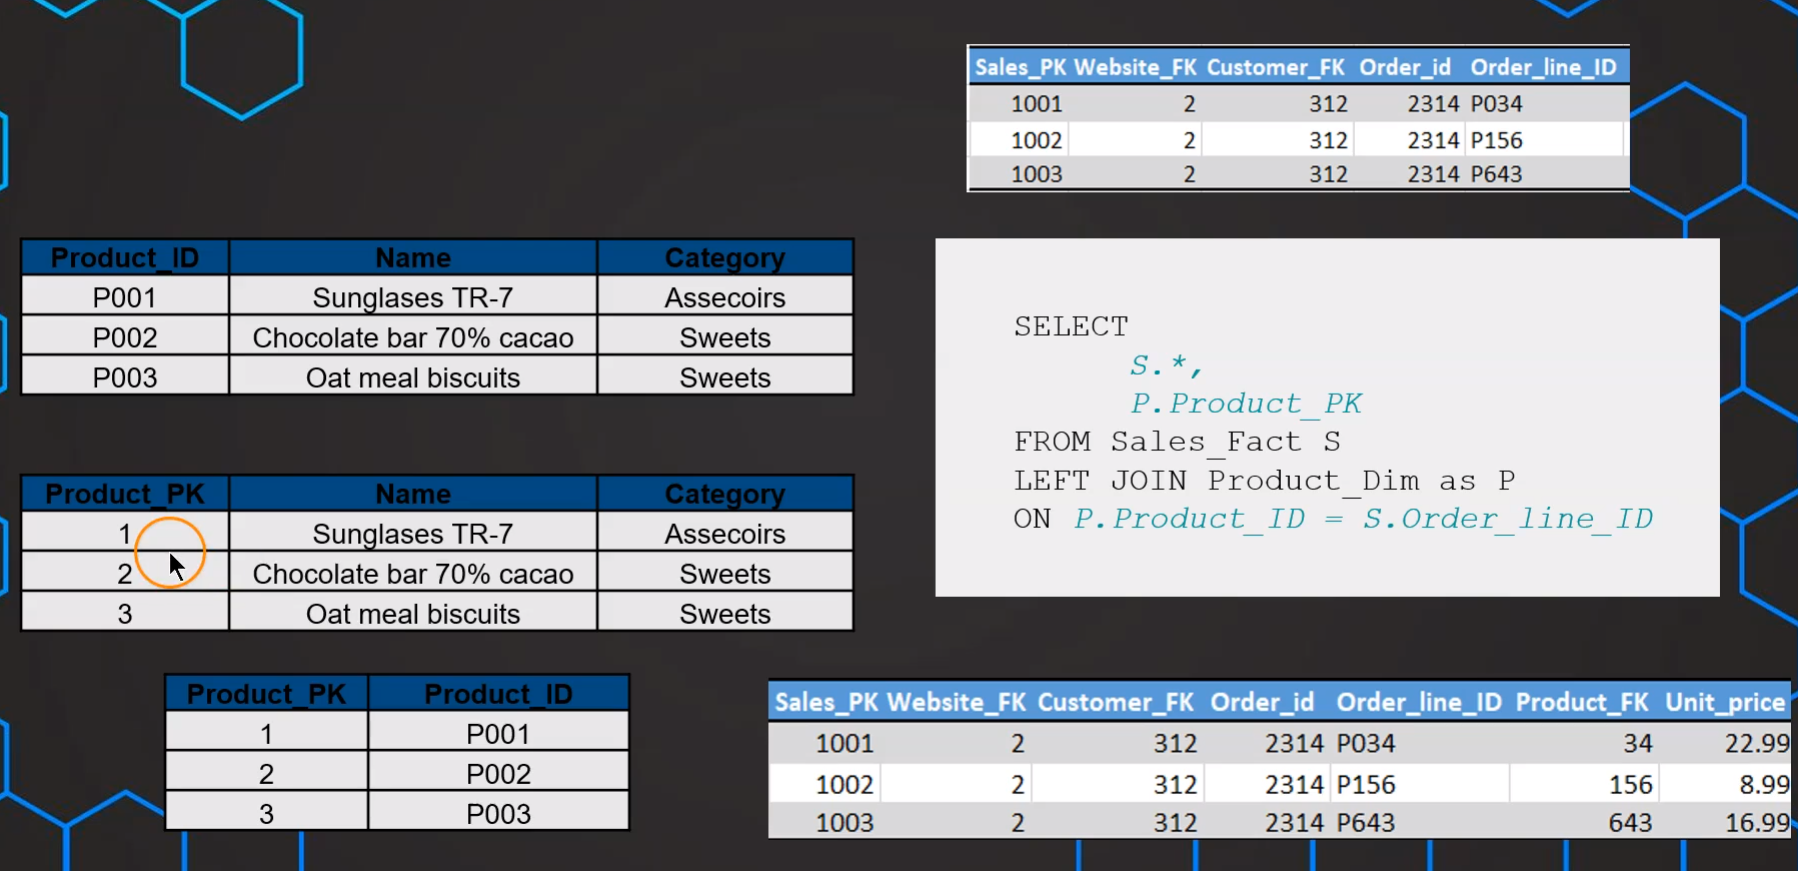 Sales_PK Website_FK Customer_FK Order_id Order_line_ID
1001 2 312 2314 P034
1002 2 312 2314 P156
1003 2 312 2314 P643
Product_ID Name Category
P001 Sunglases TR-7 Assecoirs
P002 Chocolate bar 70% cacao Sweets
P003 Oat meal biscuits Sweets
SELECT
S.*,
P.Product_PK
FROM Sales_Fact S
LEFT JOIN Product_Dim as P
ON P.Product_ID = S.Order_line_ID
Product_PK Name Category
1 Sunglases TR-7 Assecoirs
2 Chocolate bar 70% cacao Sweets
3 Oat meal biscuits Sweets
Product_PK Product_ID
1 P001
2 P002
3 P003
Sales_PK Website_FK Customer_FK Order_id Order_line_ID Product_FK Unit_price
1001 2 312 2314 P034 34 22.99
1002 2 312 2314 P156 156 8.99
1003 2 312 2314 P643 643 16.99